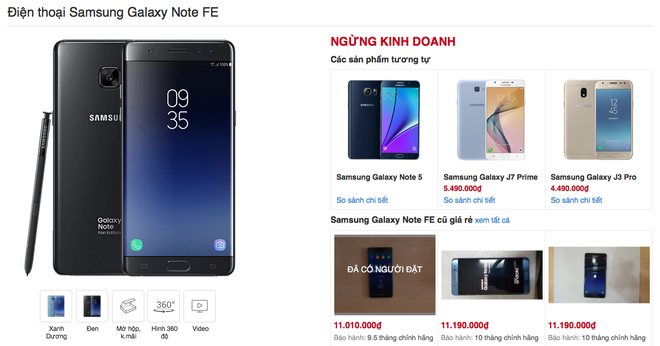 Điện thoại Samsung Galaxy Note FE
SAMSUNG
09
35
Galaxy
Note
Fan Edition
Xanh
Dương
Đen
Mở hộp,
k.mãi
360°
Hình 360
độ
Video
NGỪNG KINH DOANH
Các sản phẩm tương tự
Samsung Galaxy Note 5
So sánh chi tiết
12:45
Samsung Galaxy J7 Prime
5.490.000₫
So sánh chi tiết
12:45
Samsung Galaxy J3 Pro
4.490.000₫
So sánh chi tiết
Samsung Galaxy Note FE cũ giá rẻ xem tất cả
ĐÃ CÓ NGƯỜI ĐẶT
11.010.000₫
Bảo hành: 9.5 tháng chính hãng
11.190.000₫
Bảo hành: 10 tháng chính hãng
11.190.000₫
Bảo hành: 10 tháng chính hãng